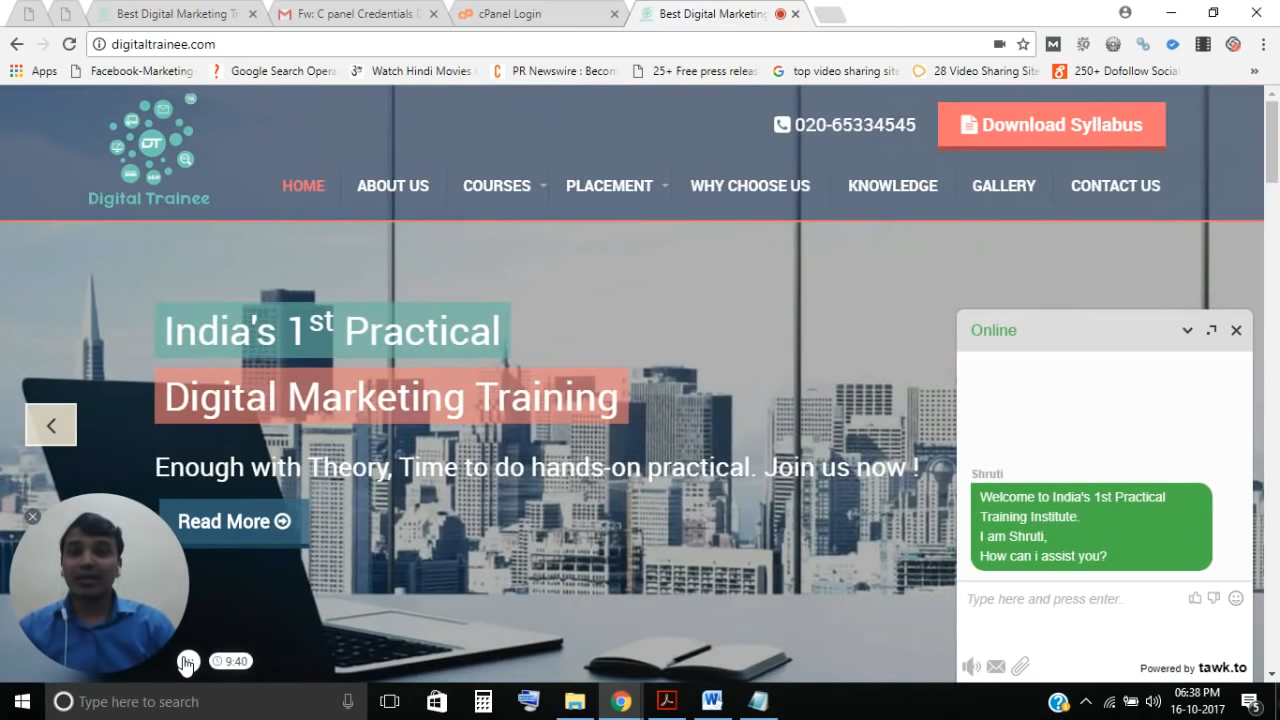 Best Digital Marketing Tr
Fw: C panel Credentials D
cPanel Login
Best Digital Marketing
digitaltrainee.com
Apps
Facebook-Marketing
Google Search Opera
Watch Hindi Movies
PR Newswire : Becom
25+ Free press releas
top video sharing site
28 Video Sharing Site
250+ Dofollow Social
020-65334545
Download Syllabus
DT
Digital Trainee
HOME
ABOUT US
COURSES
PLACEMENT
WHY CHOOSE US
KNOWLEDGE
GALLERY
CONTACT US
India's 1st Practical
Digital Marketing Training
Enough with Theory, Time to do hands-on practical. Join us now !
Read More
Online
Shruti
Welcome to India's 1st Practical
Training Institute.
I am Shruti,
How can i assist you?
Type here and press enter..
Powered by tawk.to
9:40
Type here to search
06:38 PM
16-10-2017
5